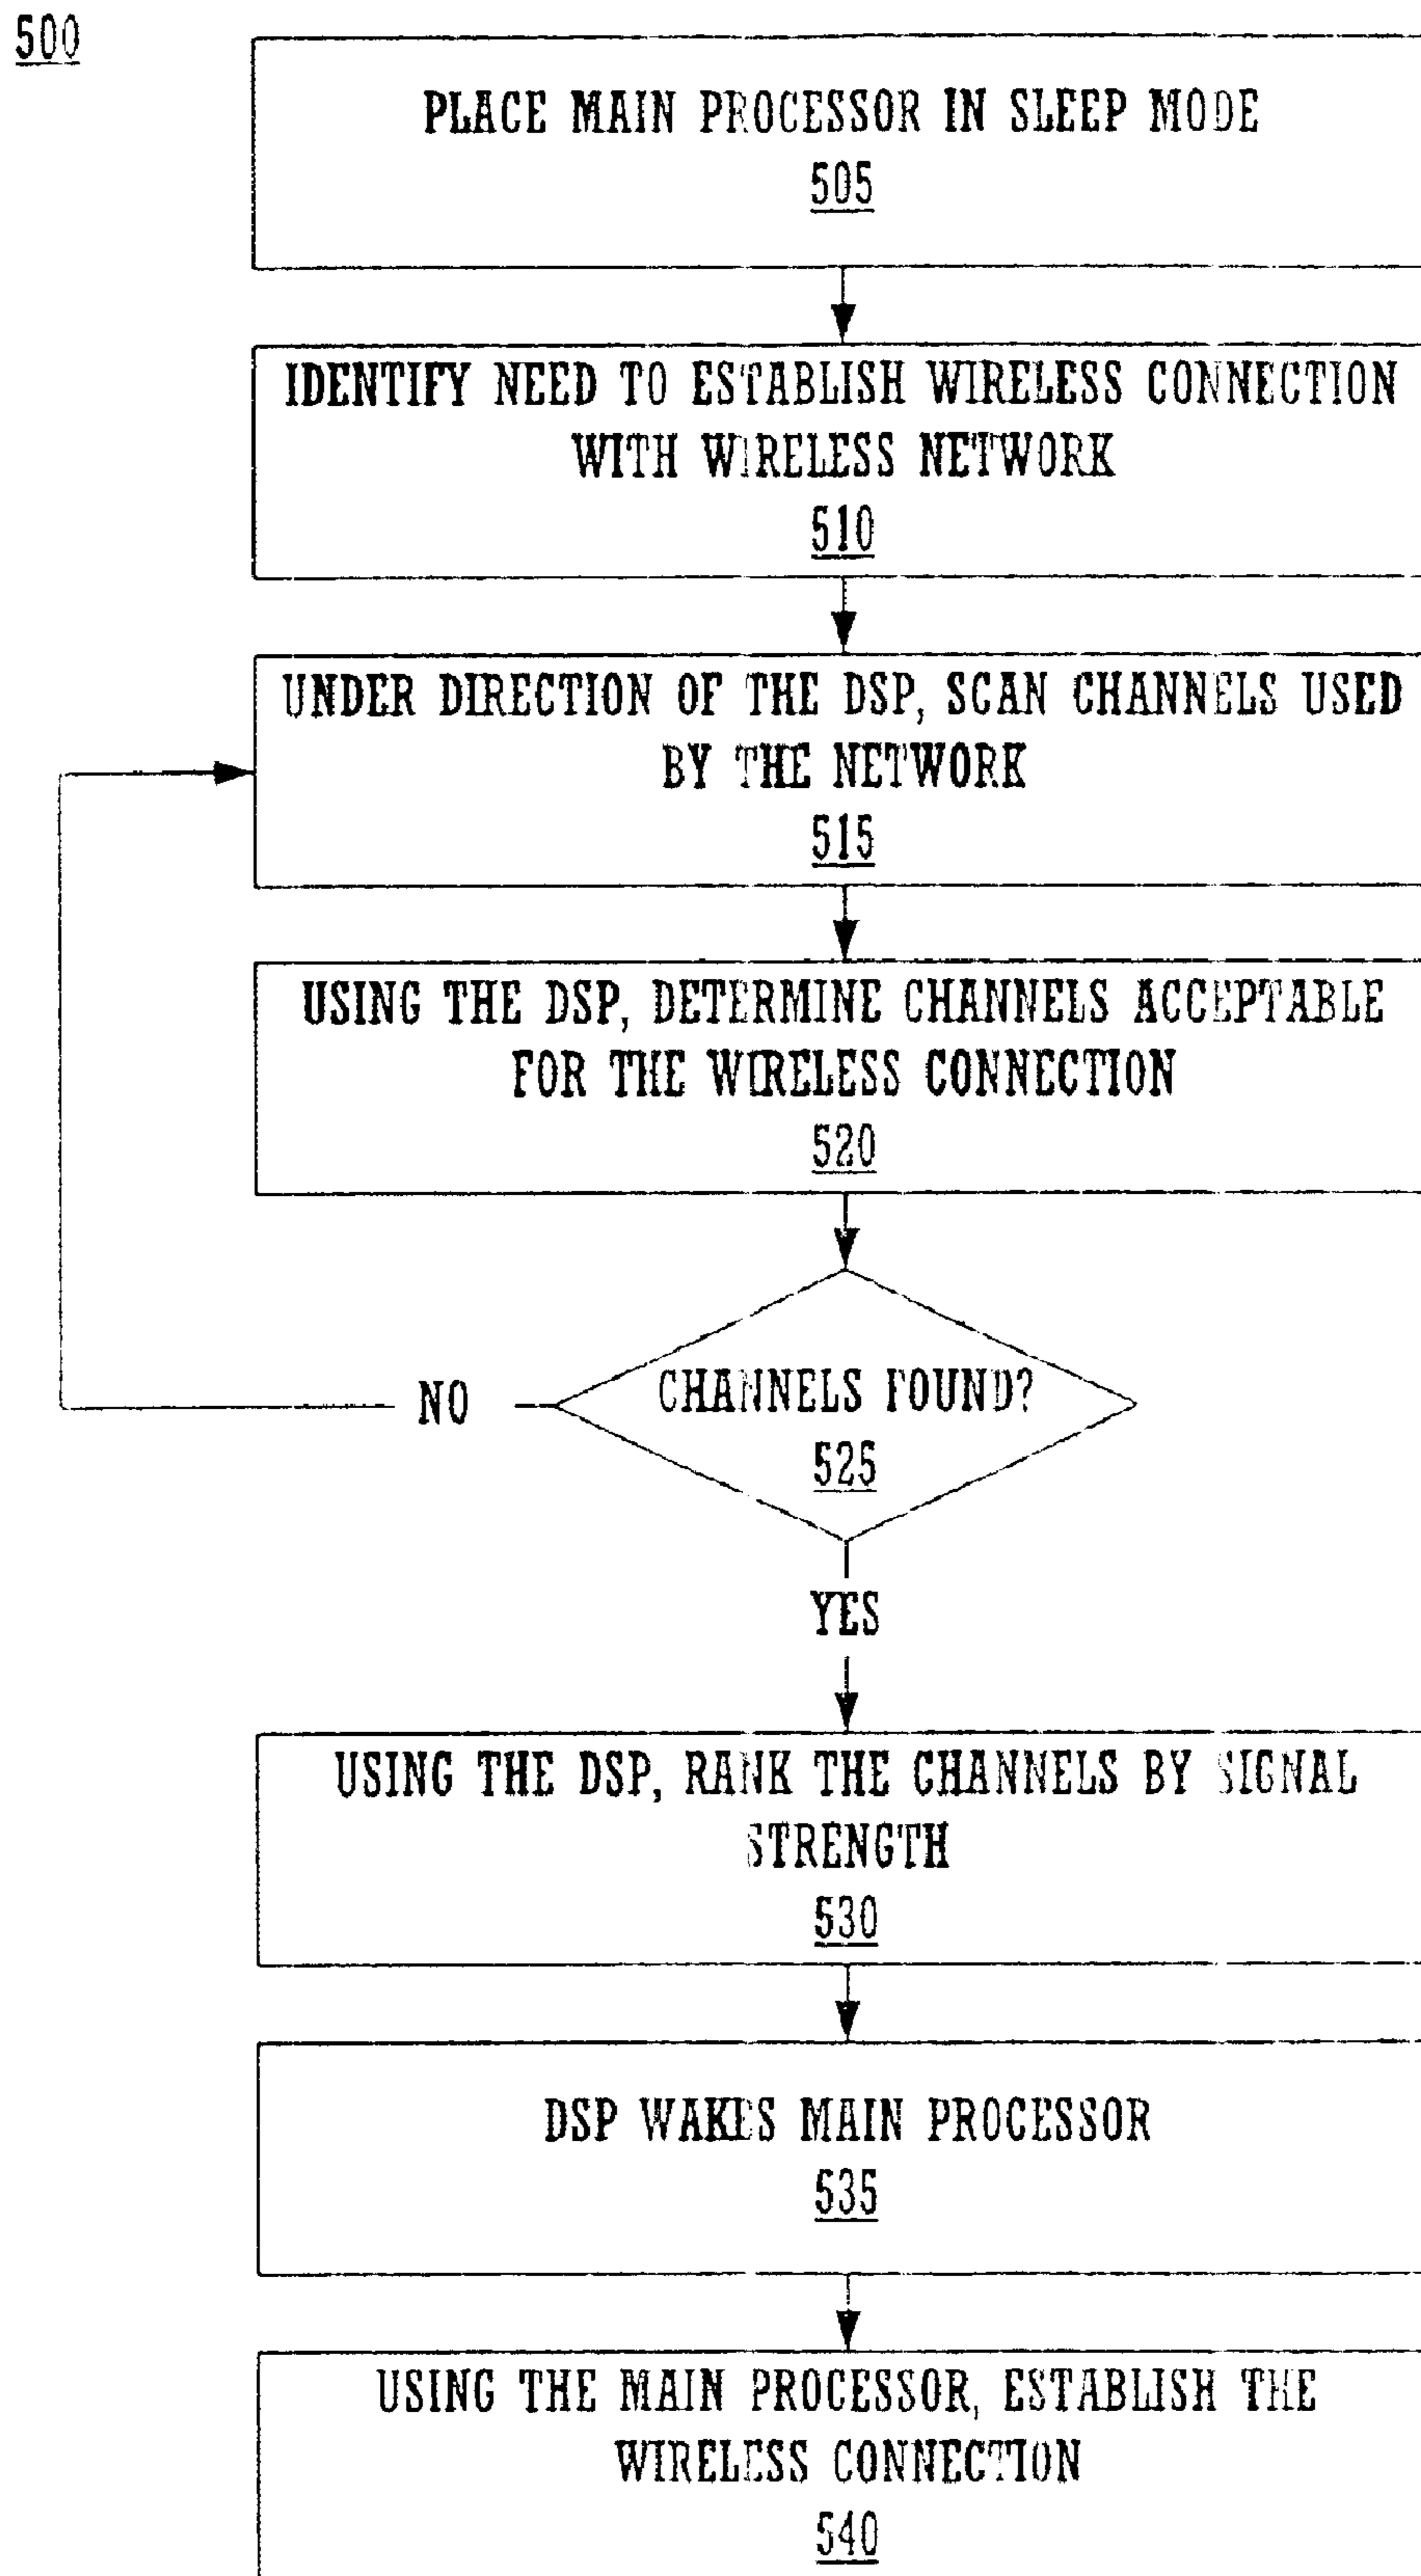 500
PLACE MAIN PROCESSOR IN SLEEP MODE
505
IDENTIFY NEED TO ESTABLISH WIRELESS CONNECTION
WITH WIRELESS NETWORK
510
UNDER DIRECTION OF THE DSP, SCAN CHANNELS USED
BY THE NETWORK
515
USING THE DSP, DETERMINE CHANNELS ACCEPTABLE
FOR THE WIRELESS CONNECTION
520
CHANNELS FOUND?
525
NO
YES
USING THE DSP, RANK THE CHANNELS BY SIGNAL
STRENGTH
530
DSP WAKES MAIN PROCESSOR
535
USING THE MAIN PROCESSOR, ESTABLISH THE
WIRELESS CONNECTION
540